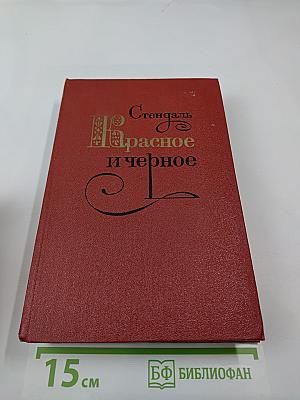 Стендаль
Красное
и черное
15 см
БФ БИБЛИОФАН